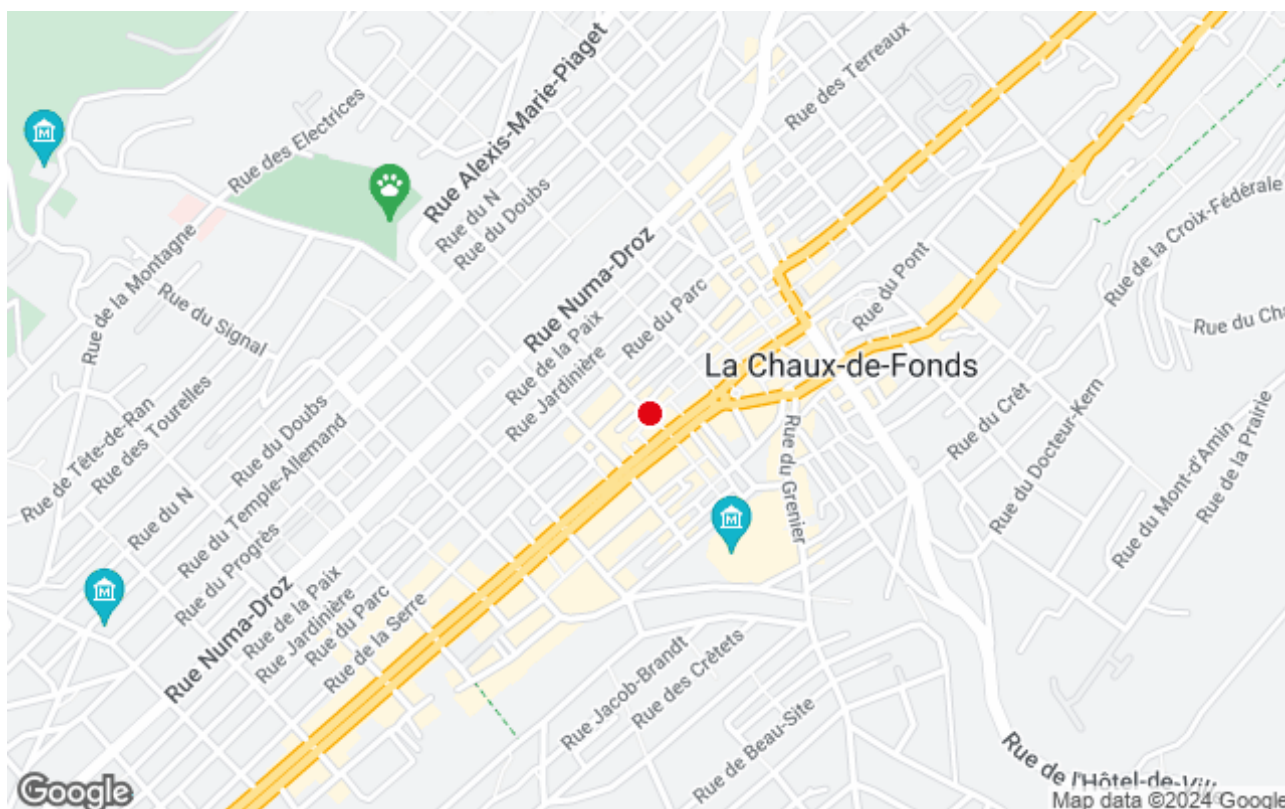 Rue des Terreaux
Rue Alexis-Marie-Piaget
Rue des Electrices
Rue du N
Rue du Doubs
Rue de la Croix-Fédérale
Rue de la Montagne
Rue Numa-Droz
Rue du Pont
Rue du Signal
Rue du Parc
Rue de la Paix
Rue Jardinière
Rue du Cha
La Chaux-de-Fonds
Rue de Tête-de-Ran
Rue des Tourelles
Rue du Doubs
Rue du Temple-Allemand
Rue du N
Rue du Progrès
Rue du Crêt
Rue du Docteur-Kern
Rue du Mont-d'Amin
Rue de la Prairie
Rue du Grenier
Rue Numa-Droz
Rue de la Paix
Rue Jardinière
Rue du Parc
Rue de la Serre
Rue Jacob-Brandt
Rue des Crêtets
Rue de Beau-Site
Rue de l'Hôtel-de-Vill
Google
Map data ©2024 Google